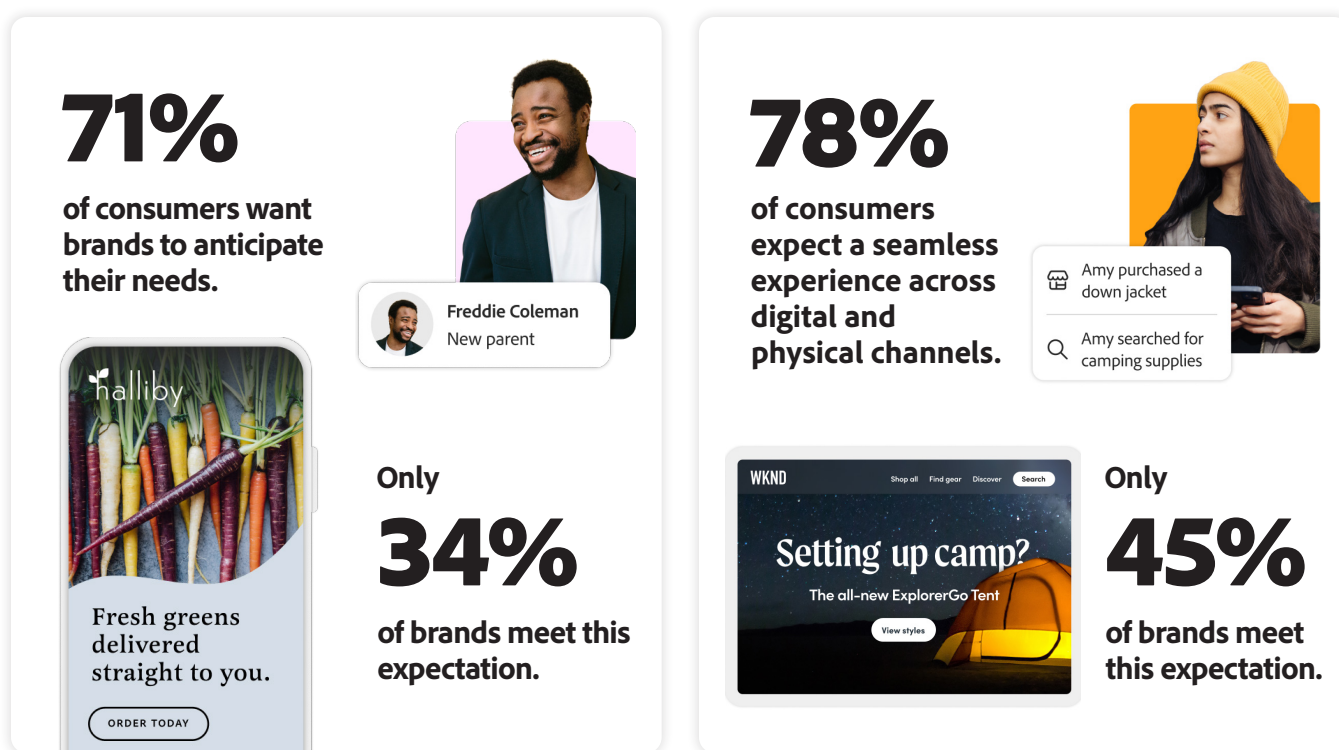 71%
of consumers want
brands to anticipate
their needs.
Freddie Coleman
New parent
halliby
Fresh greens
delivered
straight to you.
ORDER TODAY
Only
34%
of brands meet this
expectation.
78%
of consumers
expect a seamless
experience across
digital and
physical channels.
Amy purchased a
down jacket
Amy searched for
camping supplies
WKND
Shop all Find gear Discover Search
Setting up camp?
The all-new ExplorerGo Tent
View styles
Only
45%
of brands meet
this expectation.